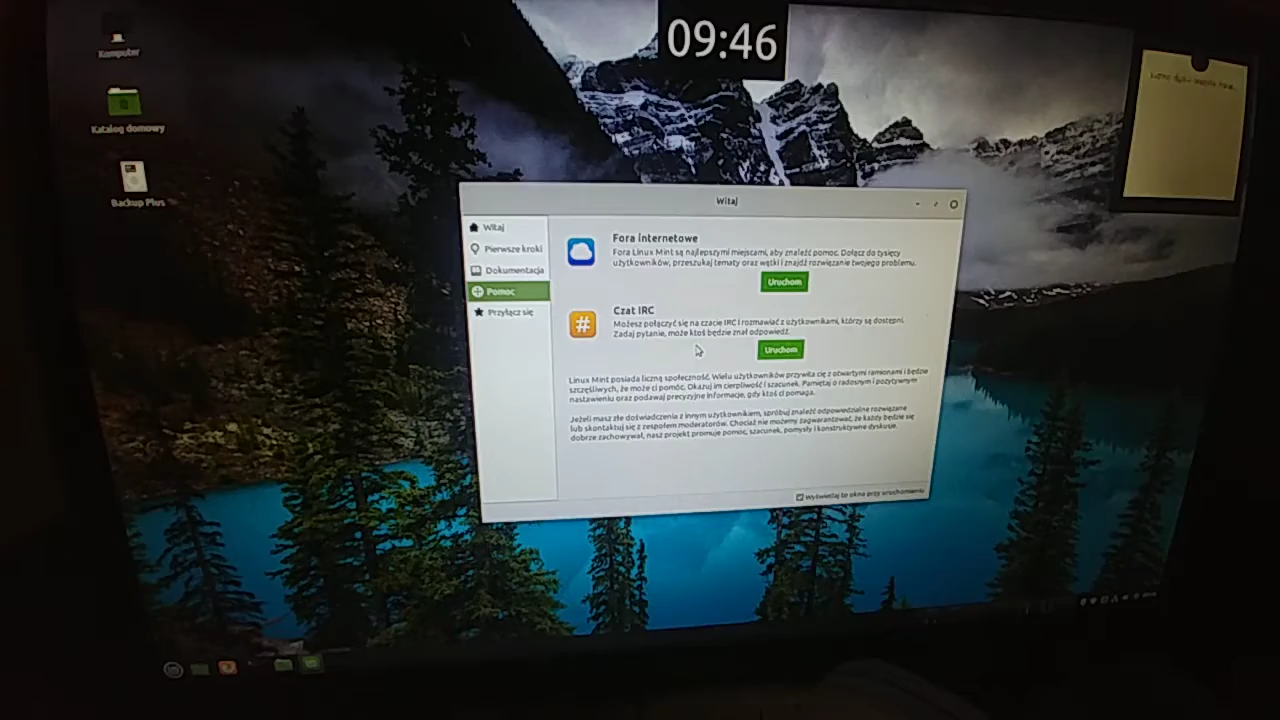 Komputer
Katalog domowy
Backup Plus
09:46
Witaj
Witaj
Pierwsze kroki
Dokumentacja
Pomoc
Przyłącz się
Fora internetowe
Fora Linux Mint są najlepszymi miejscami, aby znaleźć pomoc. Dołącz do tysięcy
użytkowników, przeszukaj tematy oraz wątki i znajdź rozwiązanie twojego problemu.
Uruchom
Czat IRC
Możesz połączyć się na czacie IRC i rozmawiać z użytkownikami, którzy są dostępni.
Zadaj pytanie, może ktoś będzie znał odpowiedź.
Uruchom
Linux Mint posiada liczną społeczność. Wielu użytkowników przywita cię z otwartymi ramionami i będzie
szczęśliwych, że może ci pomóc. Okazuj im cierpliwość i szacunek. Pamiętaj o radosnym i pozytywnym
nastawieniu oraz podawaj precyzyjne informacje, gdy ktoś ci pomaga.
Jeżeli masz złe doświadczenia z innym użytkownikiem, spróbuj znaleźć odpowiedzialne rozwiązanie
lub skontaktuj się z zespołem moderatorów. Chociaż nie możemy zagwarantować, że każdy będzie się
dobrze zachowywał, nasz projekt promuje pomoc, szacunek, pomysły i konstruktywne dyskusje.
Wyświetlaj to okno przy uruchomieniu